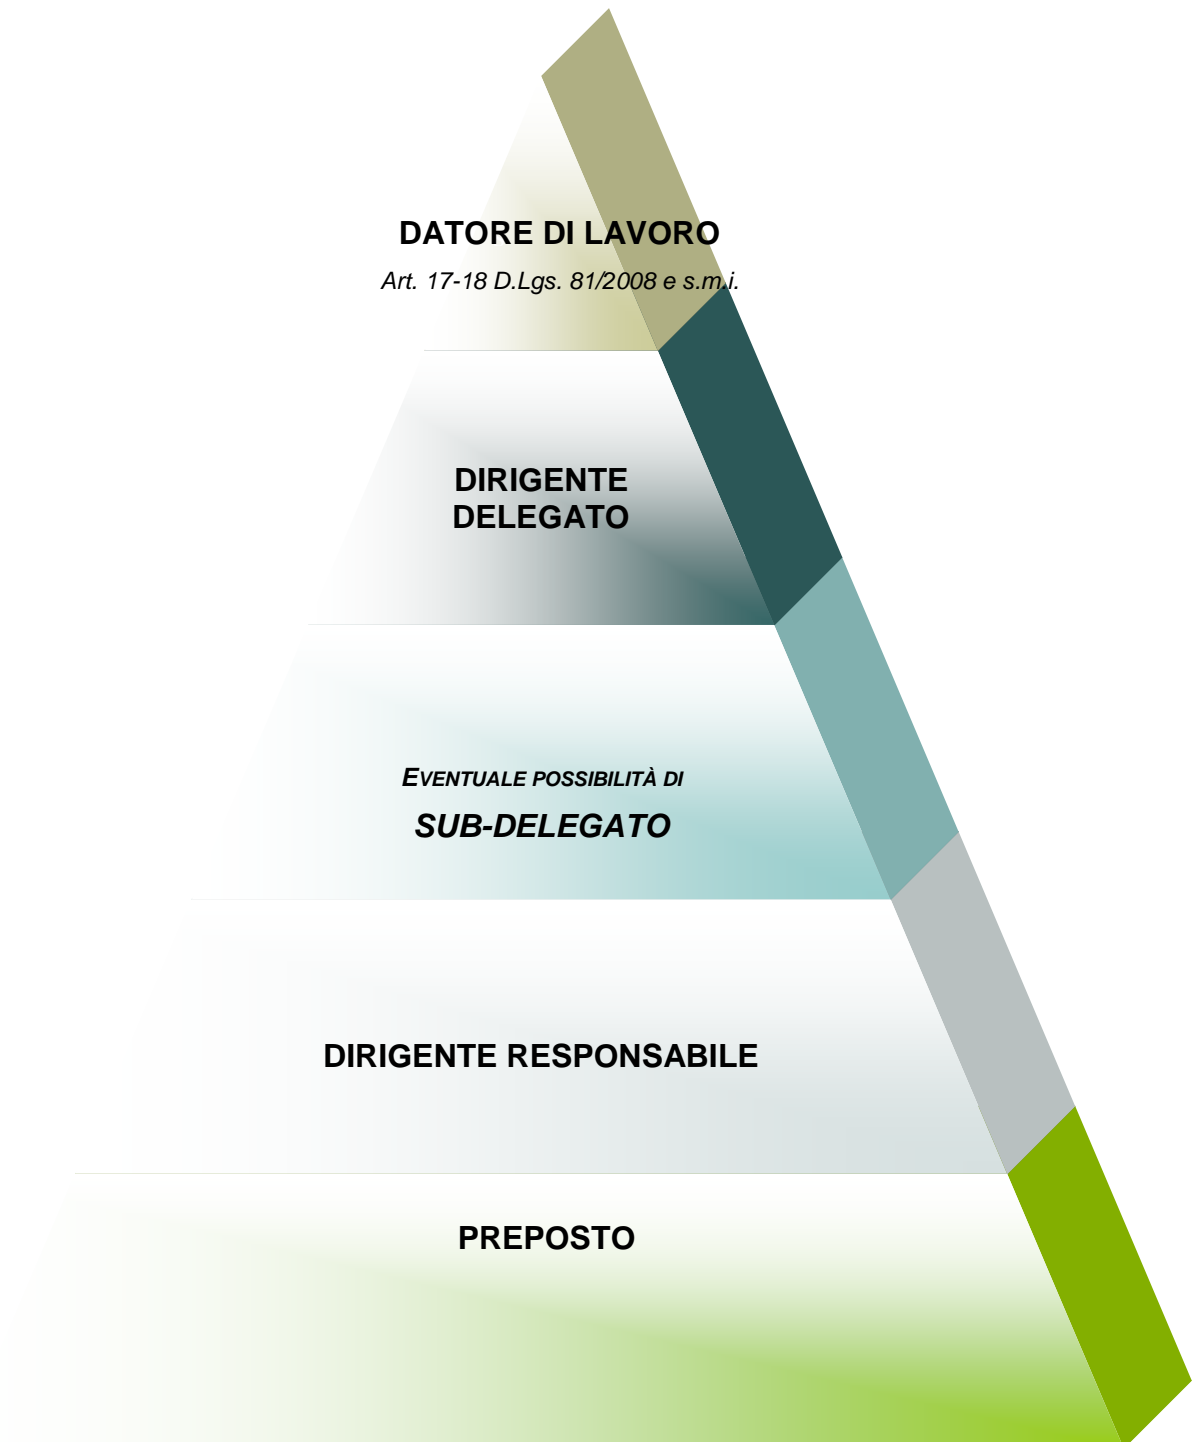 DATORE DI LAVORO
Art. 17-18 D.Lgs. 81/2008 e s.m.i.
DIRIGENTE
DELEGATO
EVENTUALE POSSIBILITÀ DI
SUB-DELEGATO
DIRIGENTE RESPONSABILE
PREPOSTO